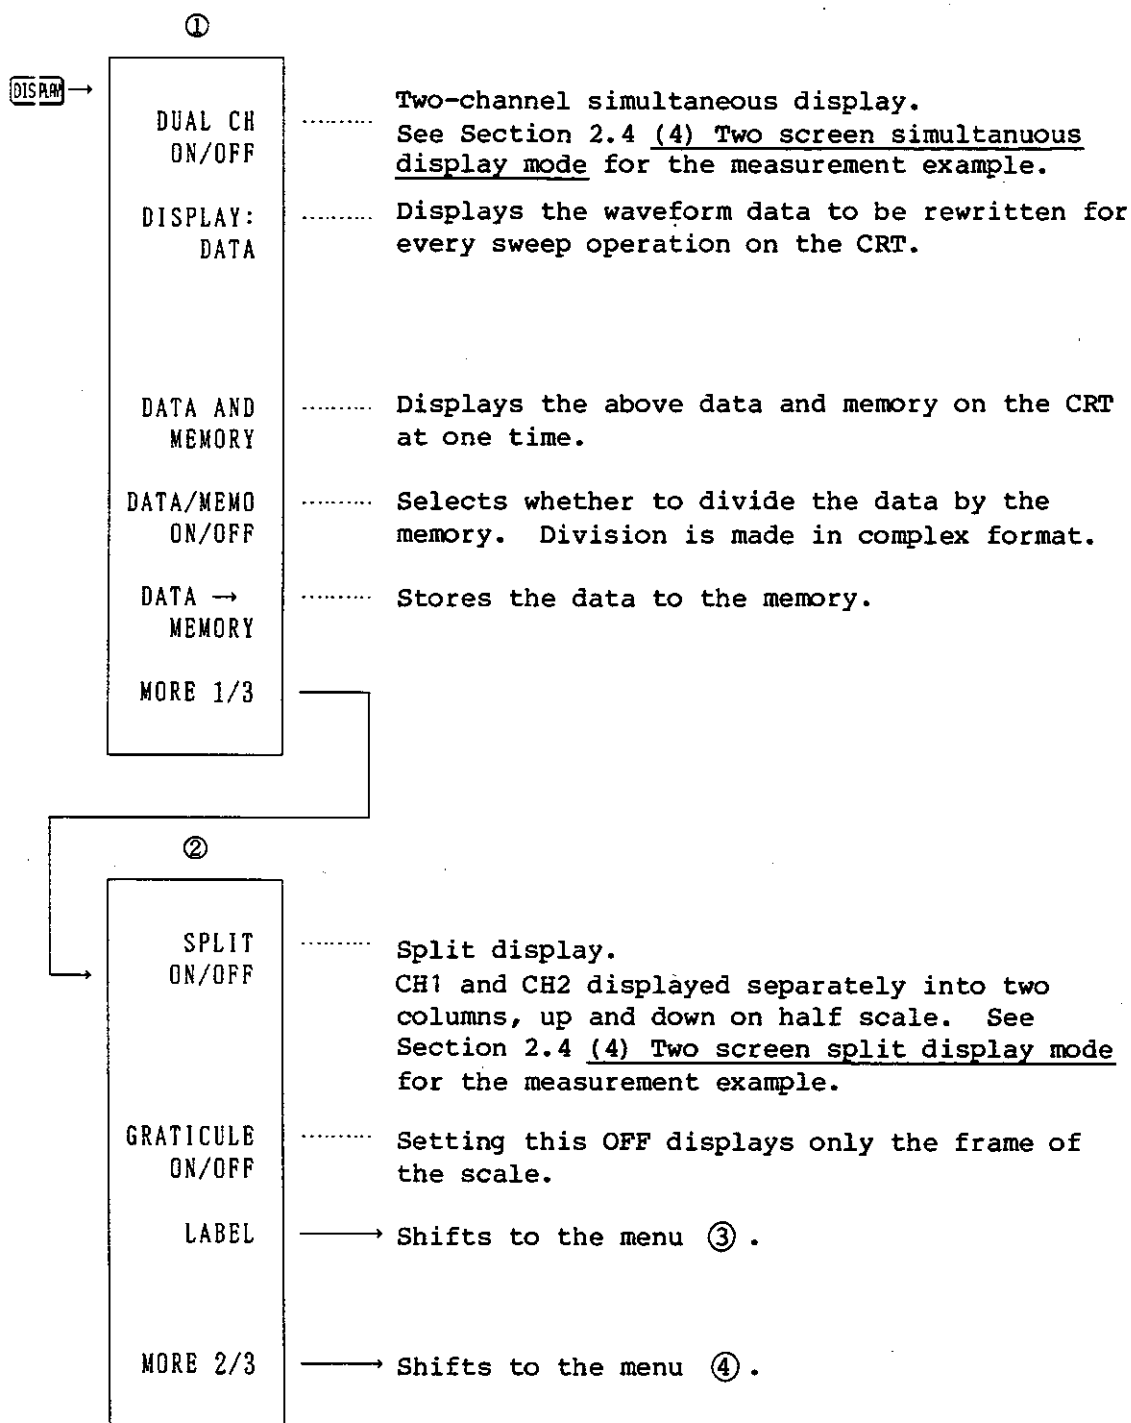 ①
DISPLAY →
DUAL CH ON/OFF ......... Two-channel simultaneous display.
See Section 2.4 (4) Two screen simultanuous
display mode for the measurement example.
DISPLAY: DATA ......... Displays the waveform data to be rewritten for
every sweep operation on the CRT.
DATA AND MEMORY ......... Displays the above data and memory on the CRT
at one time.
DATA/MEMO ON/OFF ......... Selects whether to divide the data by the
memory. Division is made in complex format.
DATA → MEMORY ......... Stores the data to the memory.
MORE 1/3
②
SPLIT ON/OFF ......... Split display.
CH1 and CH2 displayed separately into two
columns, up and down on half scale. See
Section 2.4 (4) Two screen split display mode
for the measurement example.
GRATICULE ON/OFF ......... Setting this OFF displays only the frame of
the scale.
LABEL → Shifts to the menu ③ .
MORE 2/3 → Shifts to the menu ④ .